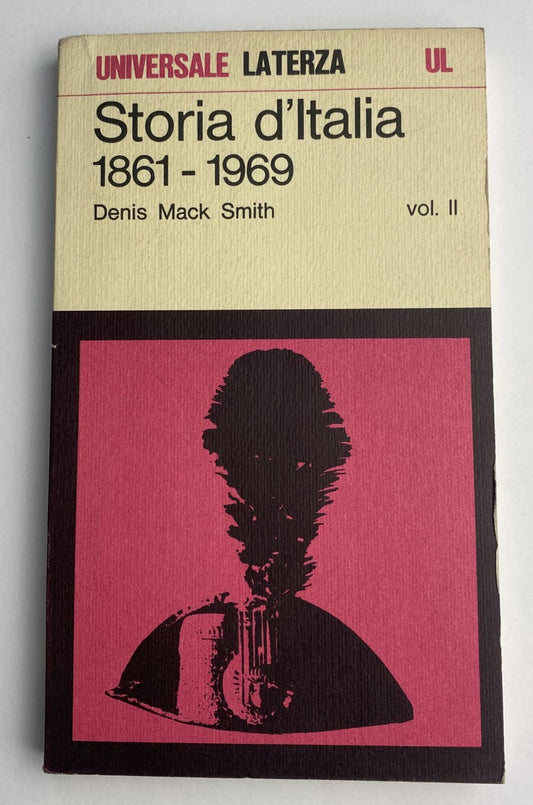 UNIVERSALE LATERZA UL
Storia d'Italia
1861 - 1969
Denis Mack Smith vol. II